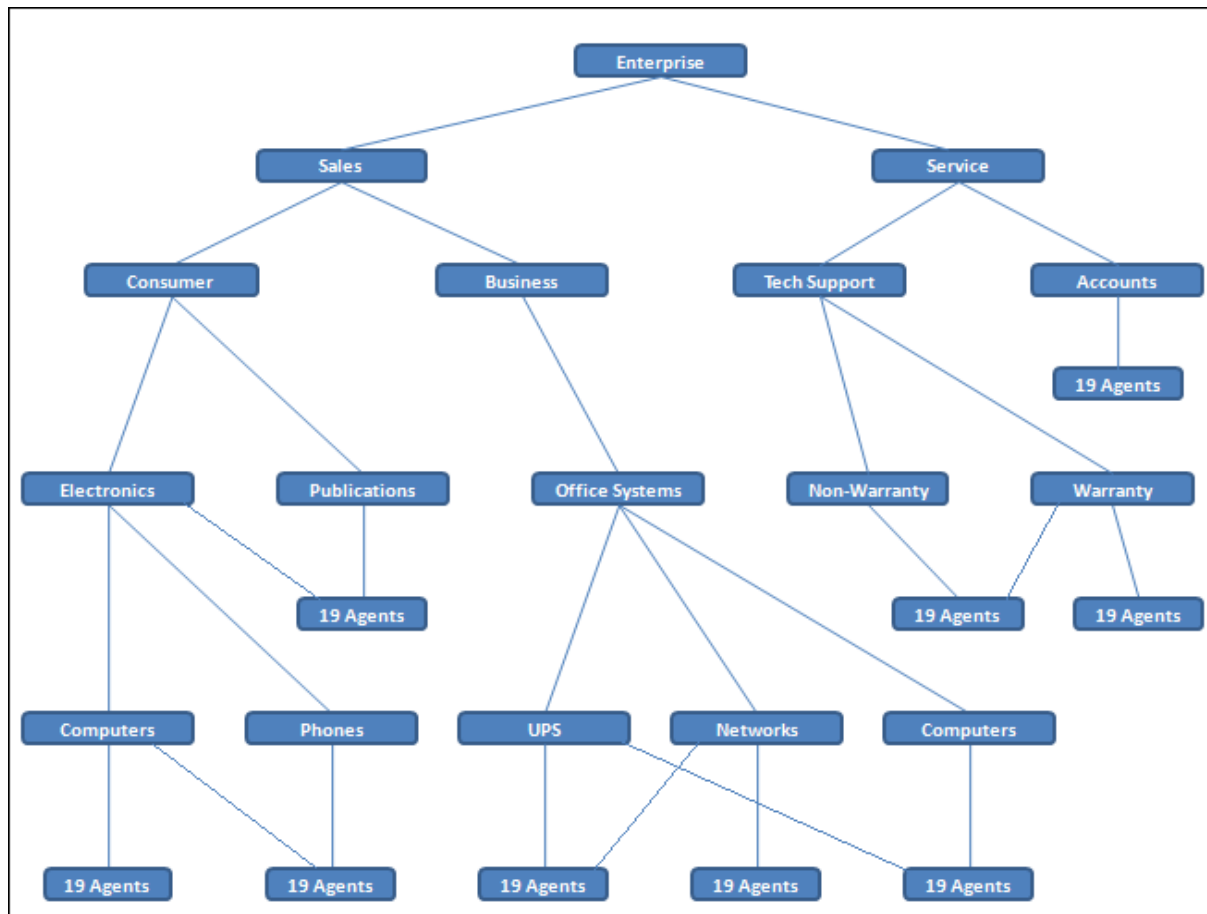 Enterprise
Sales
Service
Consumer
Business
Tech Support
Accounts
19 Agents
Electronics
Publications
Office Systems
Non-Warranty
Warranty
19 Agents
19 Agents
19 Agents
Computers
Phones
UPS
Networks
Computers
19 Agents
19 Agents
19 Agents
19 Agents
19 Agents